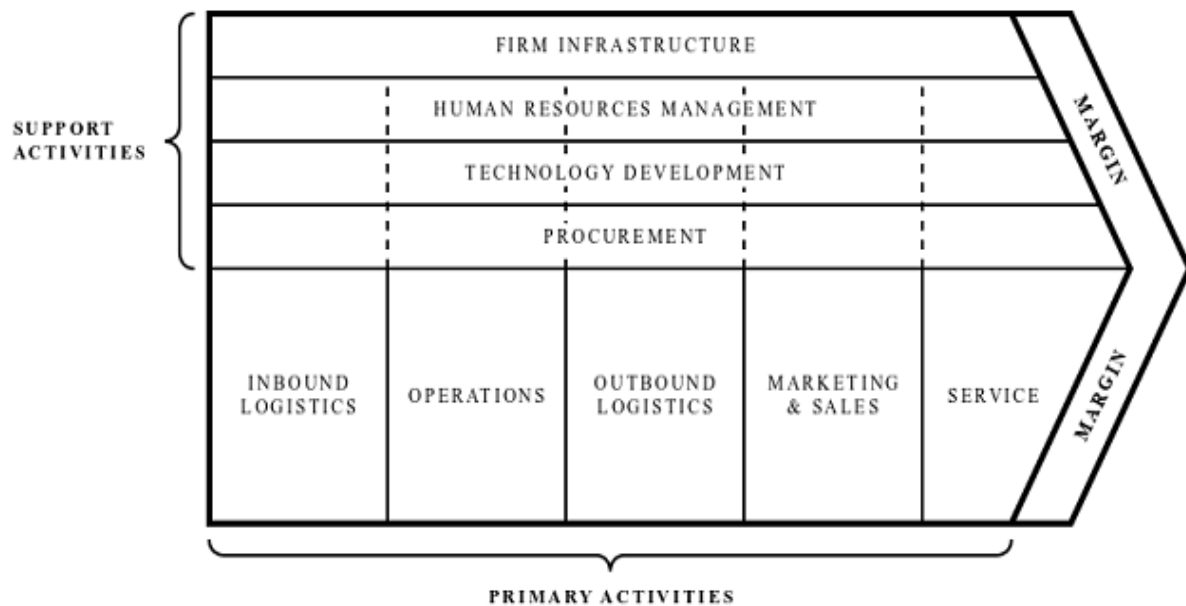 FIRM INFRASTRUCTURE
HUMAN RESOURCES MANAGEMENT
SUPPORT
ACTIVITIES
TECHNOLOGY DEVELOPMENT
PROCUREMENT
MARGIN
INBOUND
LOGISTICS
OPERATIONS
OUTBOUND
LOGISTICS
MARKETING
& SALES
SERVICE
MARGIN
PRIMARY ACTIVITIES